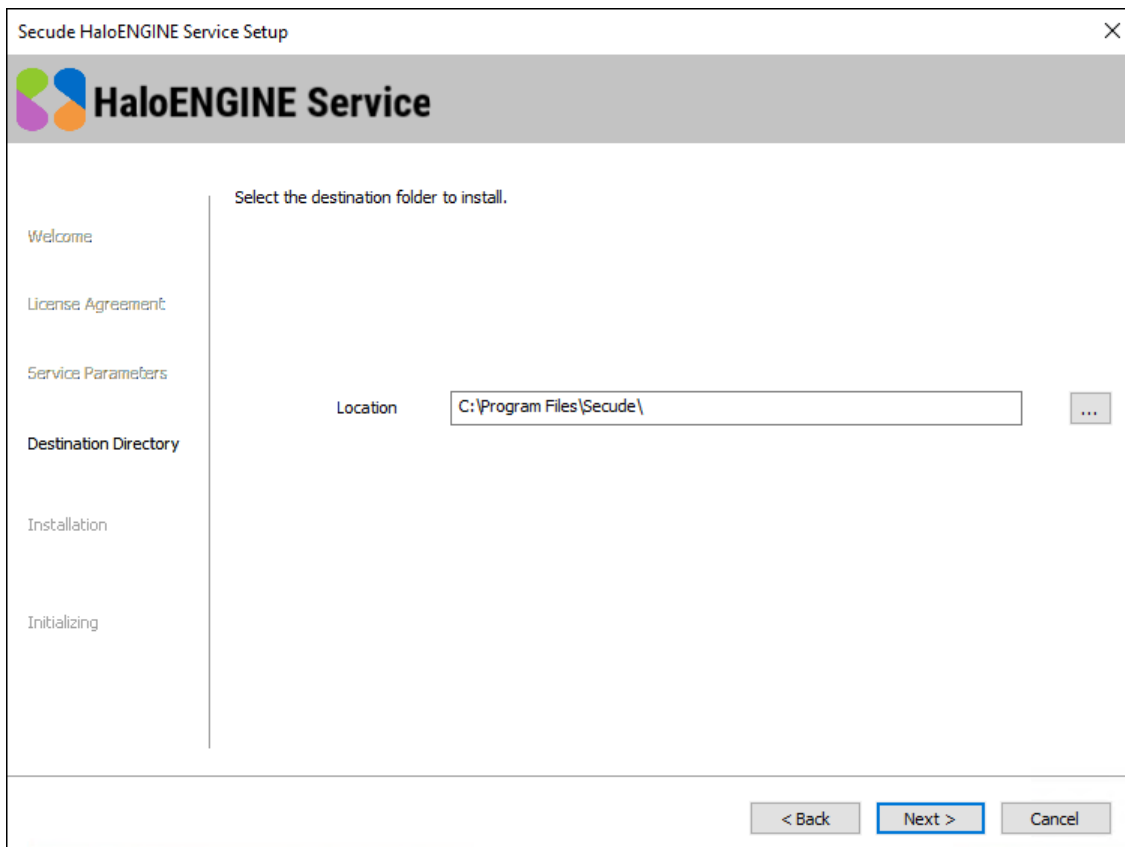 Secude HaloENGINE Service Setup
HaloENGINE Service
Select the destination folder to install.
Welcome
License Agreement
Service Parameters
Location
C:\Program Files\Secude\
...
Destination Directory
Installation
Initializing
< Back
Next >
Cancel